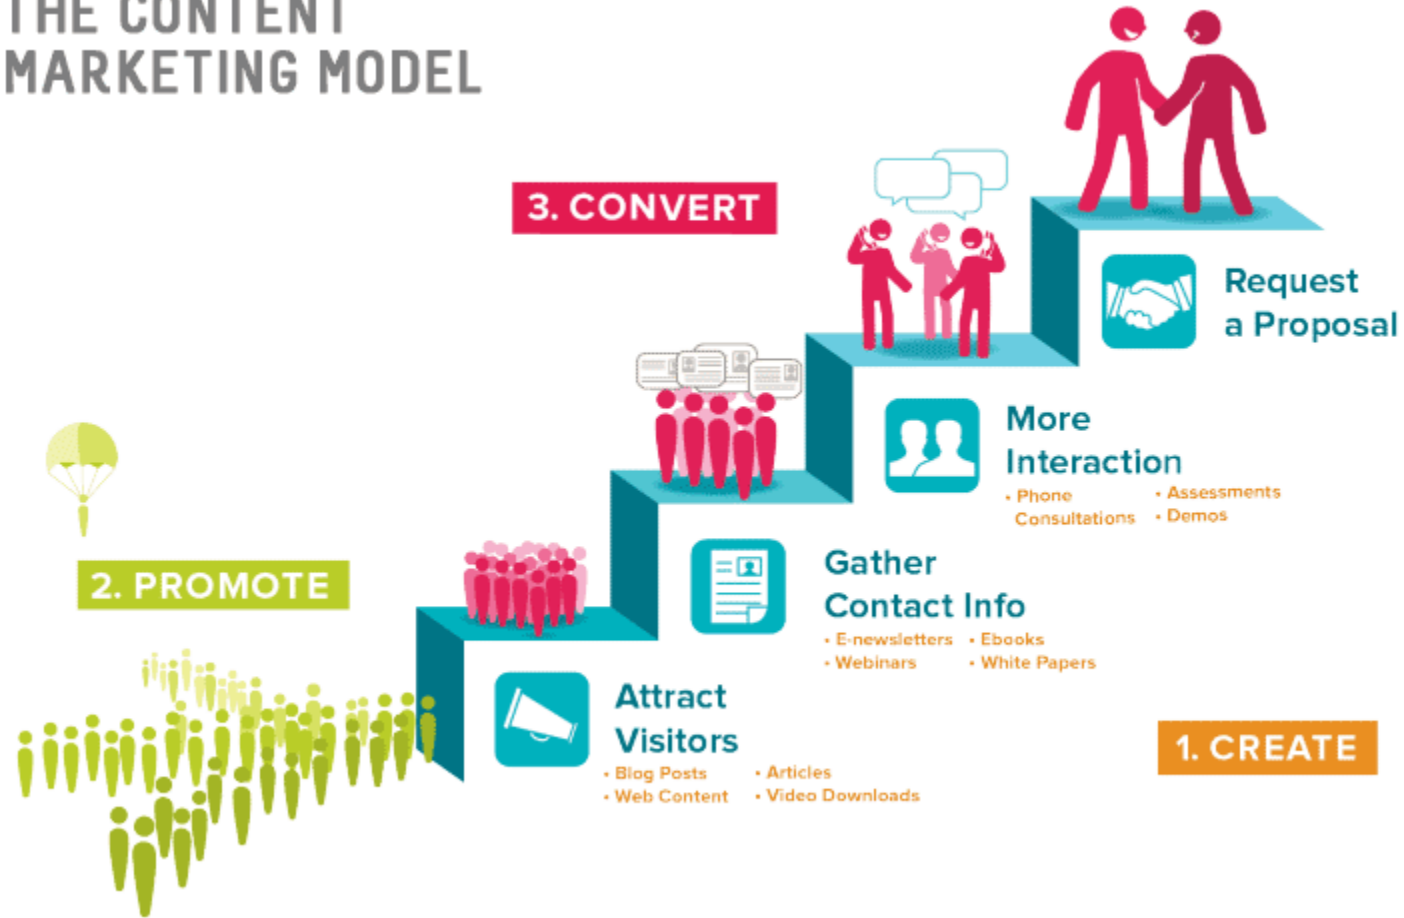 THE CONTENT
MARKETING MODEL
3. CONVERT
Request
a Proposal
More
Interaction
• Phone
Consultations
• Assessments
• Demos
2. PROMOTE
Gather
Contact Info
• E-newsletters • Ebooks
• Webinars • White Papers
Attract
Visitors
• Blog Posts • Articles
• Web Content • Video Downloads
1. CREATE